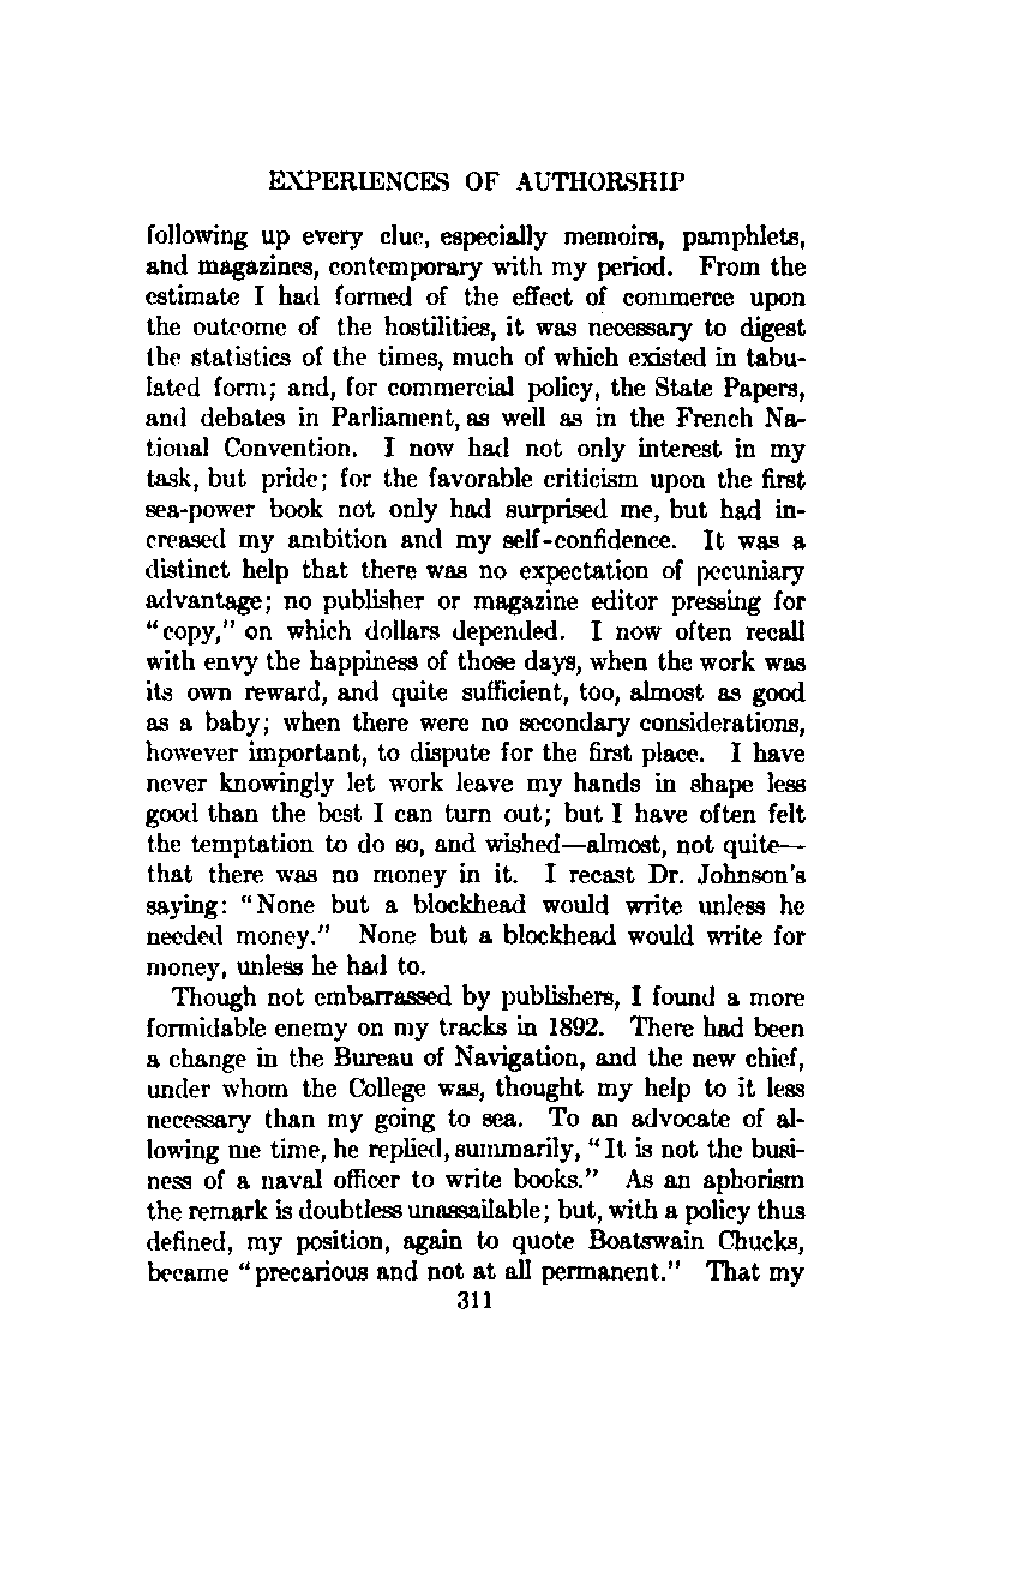 EXPERIENCES OF AUTHORSHIP
following up every clue, especially memoirs, pamphlets,
and magazines, contemporary with my period. From the
estimate I had formed of the effect of commerce upon
the outcome of the hostilities, it was necessary to digest
the statistics of the times, much of which existed in tabu-
lated form; and, for commercial policy, the State Papers,
and debates in Parliament, as well as in the French Na-
tional Convention. I now had not only interest in my
task, but pride; for the favorable criticism upon the first
sea-power book not only had surprised me, but had in-
creased my ambition and my self-confidence. It was a
distinct help that there was no expectation of pecuniary
advantage; no publisher or magazine editor pressing for
"copy," on which dollars depended. I now often recall
with envy the happiness of those days, when the work was
its own reward, and quite sufficient, too, almost as good
as a baby; when there were no secondary considerations,
however important, to dispute for the first place. I have
never knowingly let work leave my hands in shape less
good than the best I can turn out; but I have often felt
the temptation to do so, and wished—almost, not quite—
that there was no money in it. I recast Dr. Johnson's
saying: "None but a blockhead would write unless he
needed money." None but a blockhead would write for
money, unless he had to.
Though not embarrassed by publishers, I found a more
formidable enemy on my tracks in 1892. There had been
a change in the Bureau of Navigation, and the new chief,
under whom the College was, thought my help to it less
necessary than my going to sea. To an advocate of al-
lowing me time, he replied, summarily, "It is not the busi-
ness of a naval officer to write books." As an aphorism
the remark is doubtless unassailable; but, with a policy thus
defined, my position, again to quote Boatswain Chucks,
became "precarious and not at all permanent." That my
311